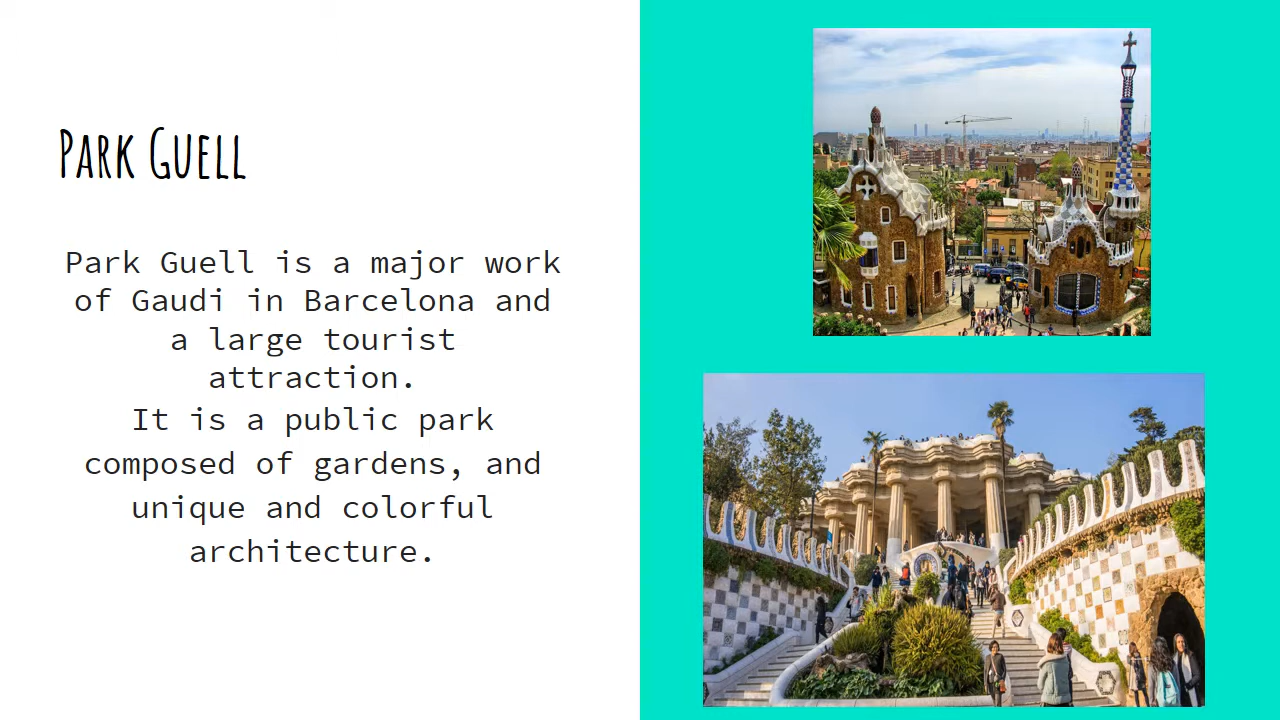 Park Guell
Park Guell is a major work
of Gaudi in Barcelona and
a large tourist
attraction.
It is a public park
composed of gardens, and
unique and colorful
architecture.